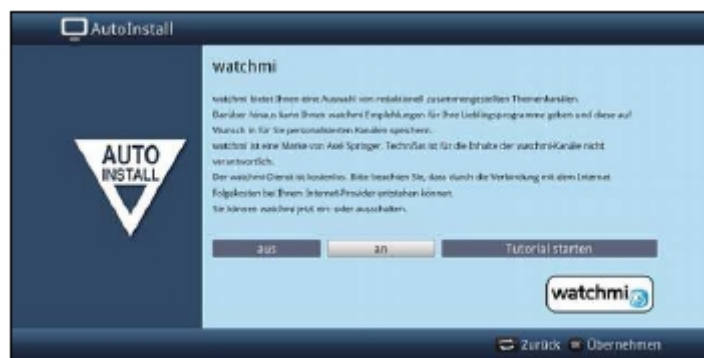 AutoInstall
AUTO
INSTALL
watchmi
watchmi bietet Ihnen eine Auswahl von redaktionell zusammengestellten Themenkanälen.
Darüber hinaus kann Ihnen watchmi Empfehlungen für Ihre Lieblingsprogramme geben und diese auf
Wunsch in für Sie personalisierten Kanälen speichern.
watchmi ist eine Marke von Axel Springer. TechniSat ist für die Inhalte der watchmi-Kanäle nicht
verantwortlich.
Der watchmi-Dienst ist kostenlos. Bitte beachten Sie, dass durch die Verbindung mit dem Internet
Folgekosten bei Ihrem Internet-Provider entstehen können.
Sie können watchmi jetzt ein- oder ausschalten.
aus an Tutorial starten
watchmi
Zurück Übernehmen